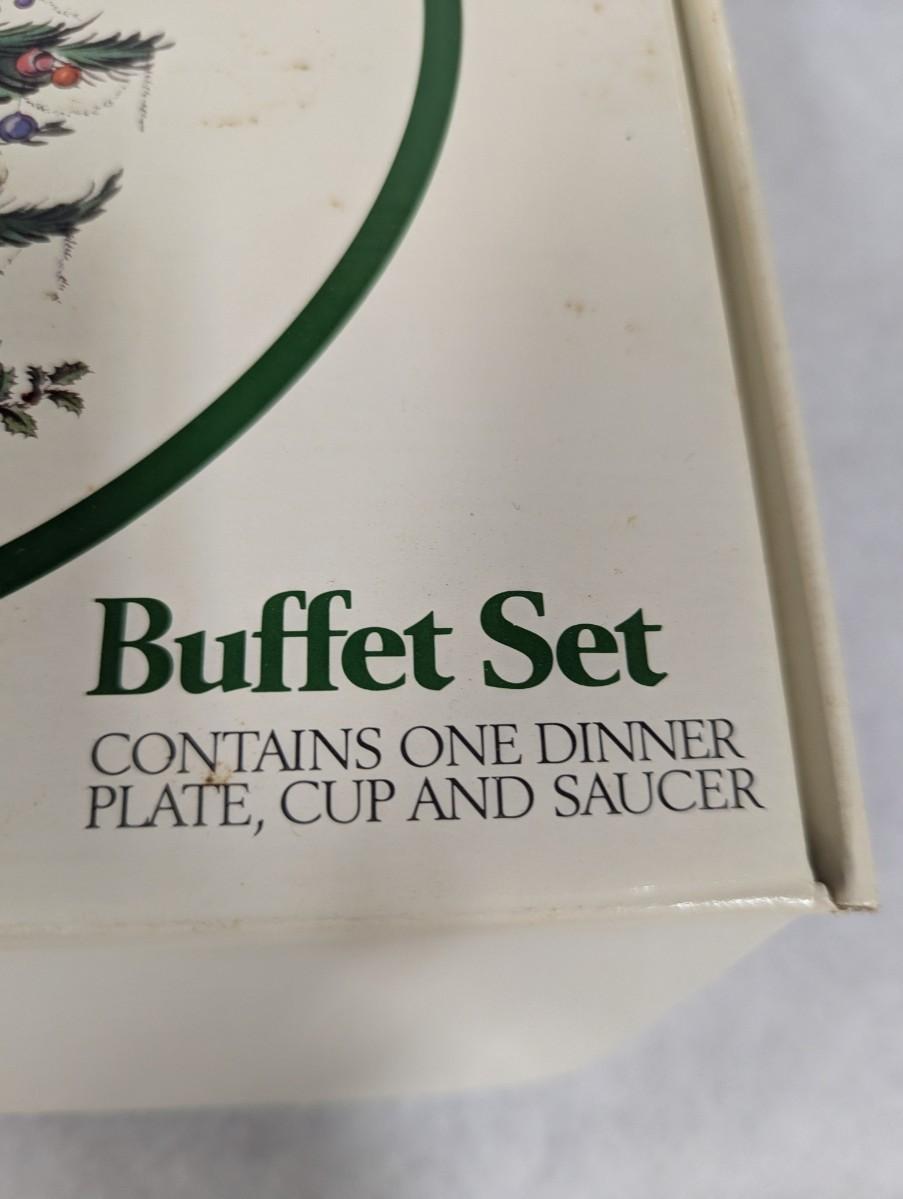 Buffet Set
CONTAINS ONE DINNER
PLATE, CUP AND SAUCER